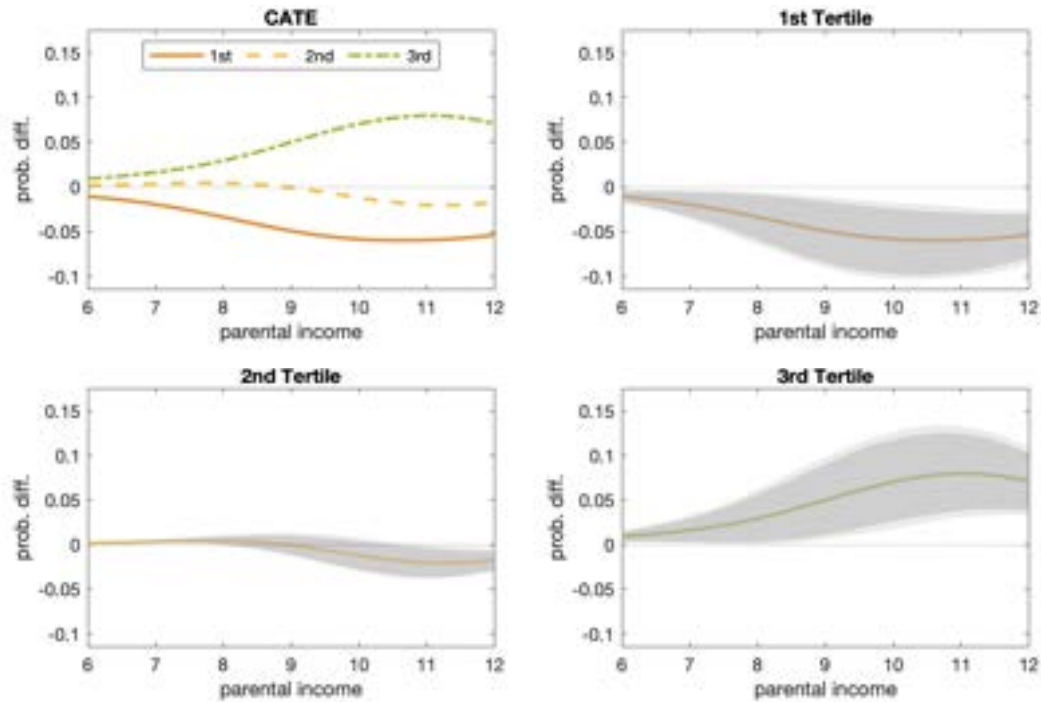 CATE
0.15
1st 2nd 3rd
0.1
0.05
0
-0.05
-0.1
prob. diff.
6 7 8 9 10 11 12
parental income
1st Tertile
0.15
0.1
0.05
0
-0.05
-0.1
prob. diff.
6 7 8 9 10 11 12
parental income
2nd Tertile
0.15
0.1
0.05
0
-0.05
-0.1
prob. diff.
6 7 8 9 10 11 12
parental income
3rd Tertile
0.15
0.1
0.05
0
-0.05
-0.1
prob. diff.
6 7 8 9 10 11 12
parental income